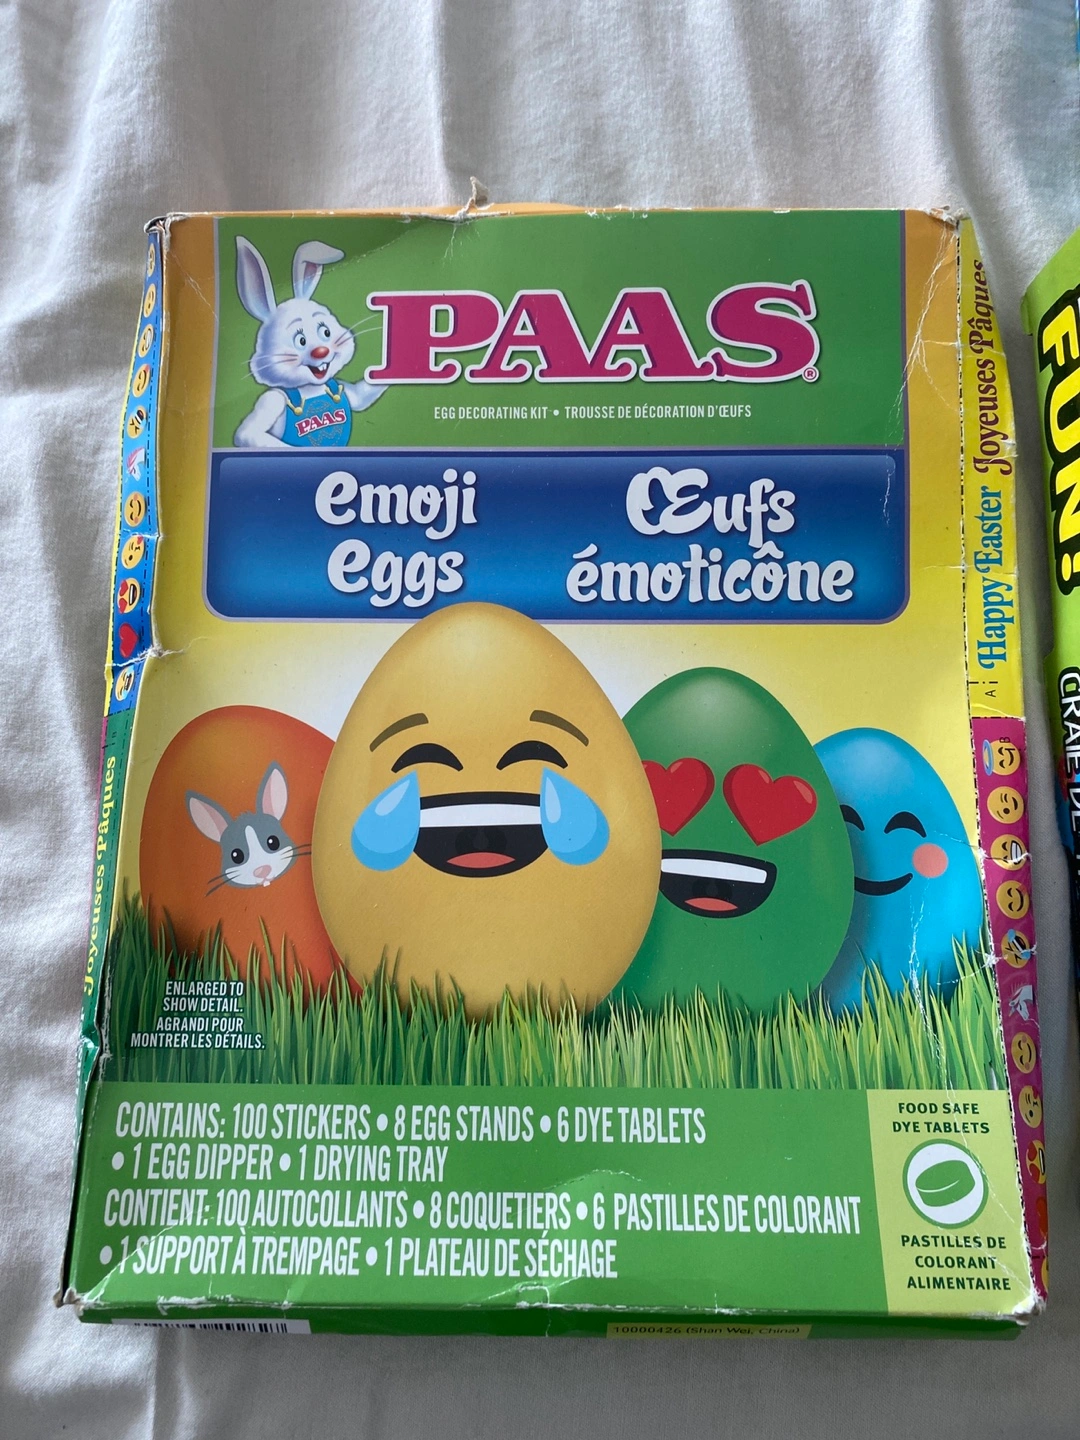 PAAS®
PAAS
EGG DECORATING KIT • TROUSSE DE DÉCORATION D'ŒUFS
emoji
eggs
Œufs
émoticône
Happy Easter Joyeuses Pâques
Joyeuses Pâques
FUN!
CRAIE DE
ENLARGED TO
SHOW DETAIL.
AGRANDI POUR
MONTRER LES DÉTAILS.
CONTAINS: 100 STICKERS • 8 EGG STANDS • 6 DYE TABLETS
• 1 EGG DIPPER • 1 DRYING TRAY
CONTIENT: 100 AUTOCOLLANTS • 8 COQUETIERS • 6 PASTILLES DE COLORANT
• 1 SUPPORT À TREMPAGE • 1 PLATEAU DE SÉCHAGE
FOOD SAFE
DYE TABLETS
PASTILLES DE
COLORANT
ALIMENTAIRE
10000426 (Shan Wei, China)